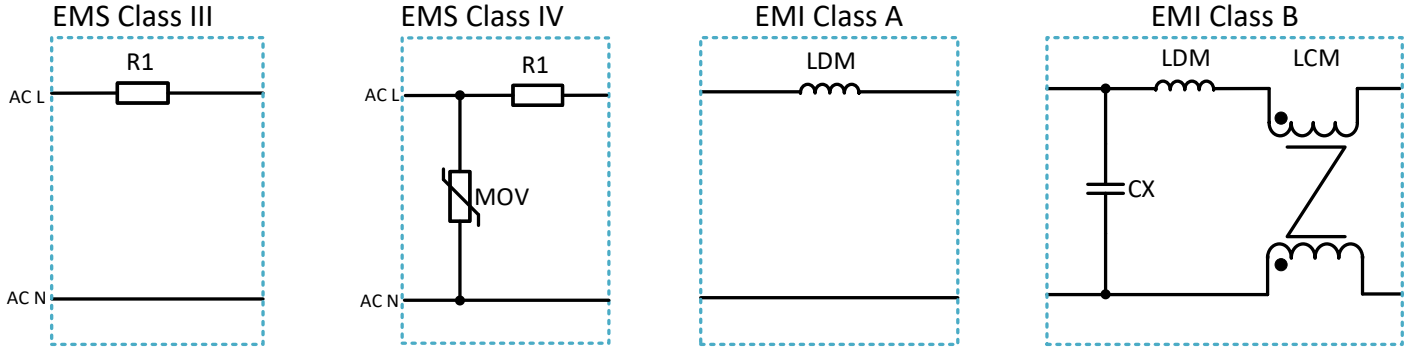 EMS Class III
EMS Class IV
EMI Class A
EMI Class B
R1
R1
LDM
LDM
LCM
AC L
AC L
MOV
CX
AC N
AC N